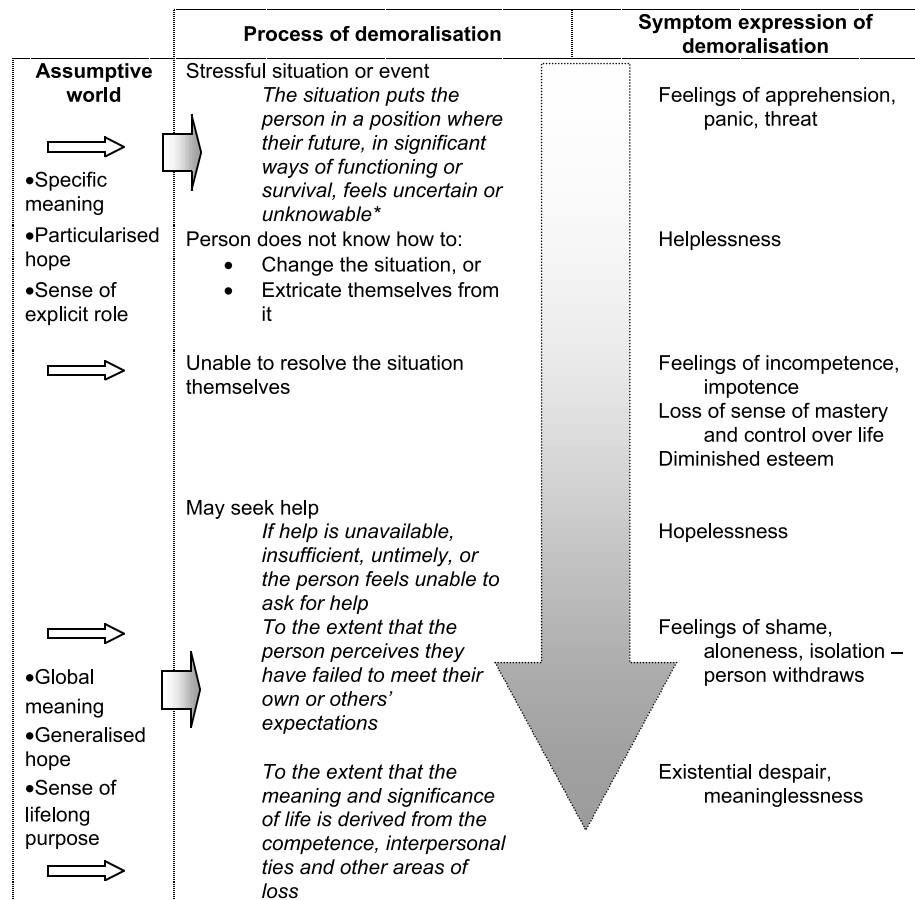 Process of demoralisation
Symptom expression of
demoralisation
Assumptive
world
•Specific
meaning
•Particularised
hope
•Sense of
explicit role
•Global
meaning
•Generalised
hope
•Sense of
lifelong
purpose
Stressful situation or event
The situation puts the
person in a position where
their future, in significant
ways of functioning or
survival, feels uncertain or
unknowable*
Person does not know how to:
• Change the situation, or
• Extricate themselves from
it
Unable to resolve the situation
themselves
May seek help
If help is unavailable,
insufficient, untimely, or
the person feels unable to
ask for help
To the extent that the
person perceives they
have failed to meet their
own or others’
expectations
To the extent that the
meaning and significance
of life is derived from the
competence, interpersonal
ties and other areas of
loss
Feelings of apprehension,
panic, threat
Helplessness
Feelings of incompetence,
impotence
Loss of sense of mastery
and control over life
Diminished esteem
Hopelessness
Feelings of shame,
aloneness, isolation –
person withdraws
Existential despair,
meaninglessness